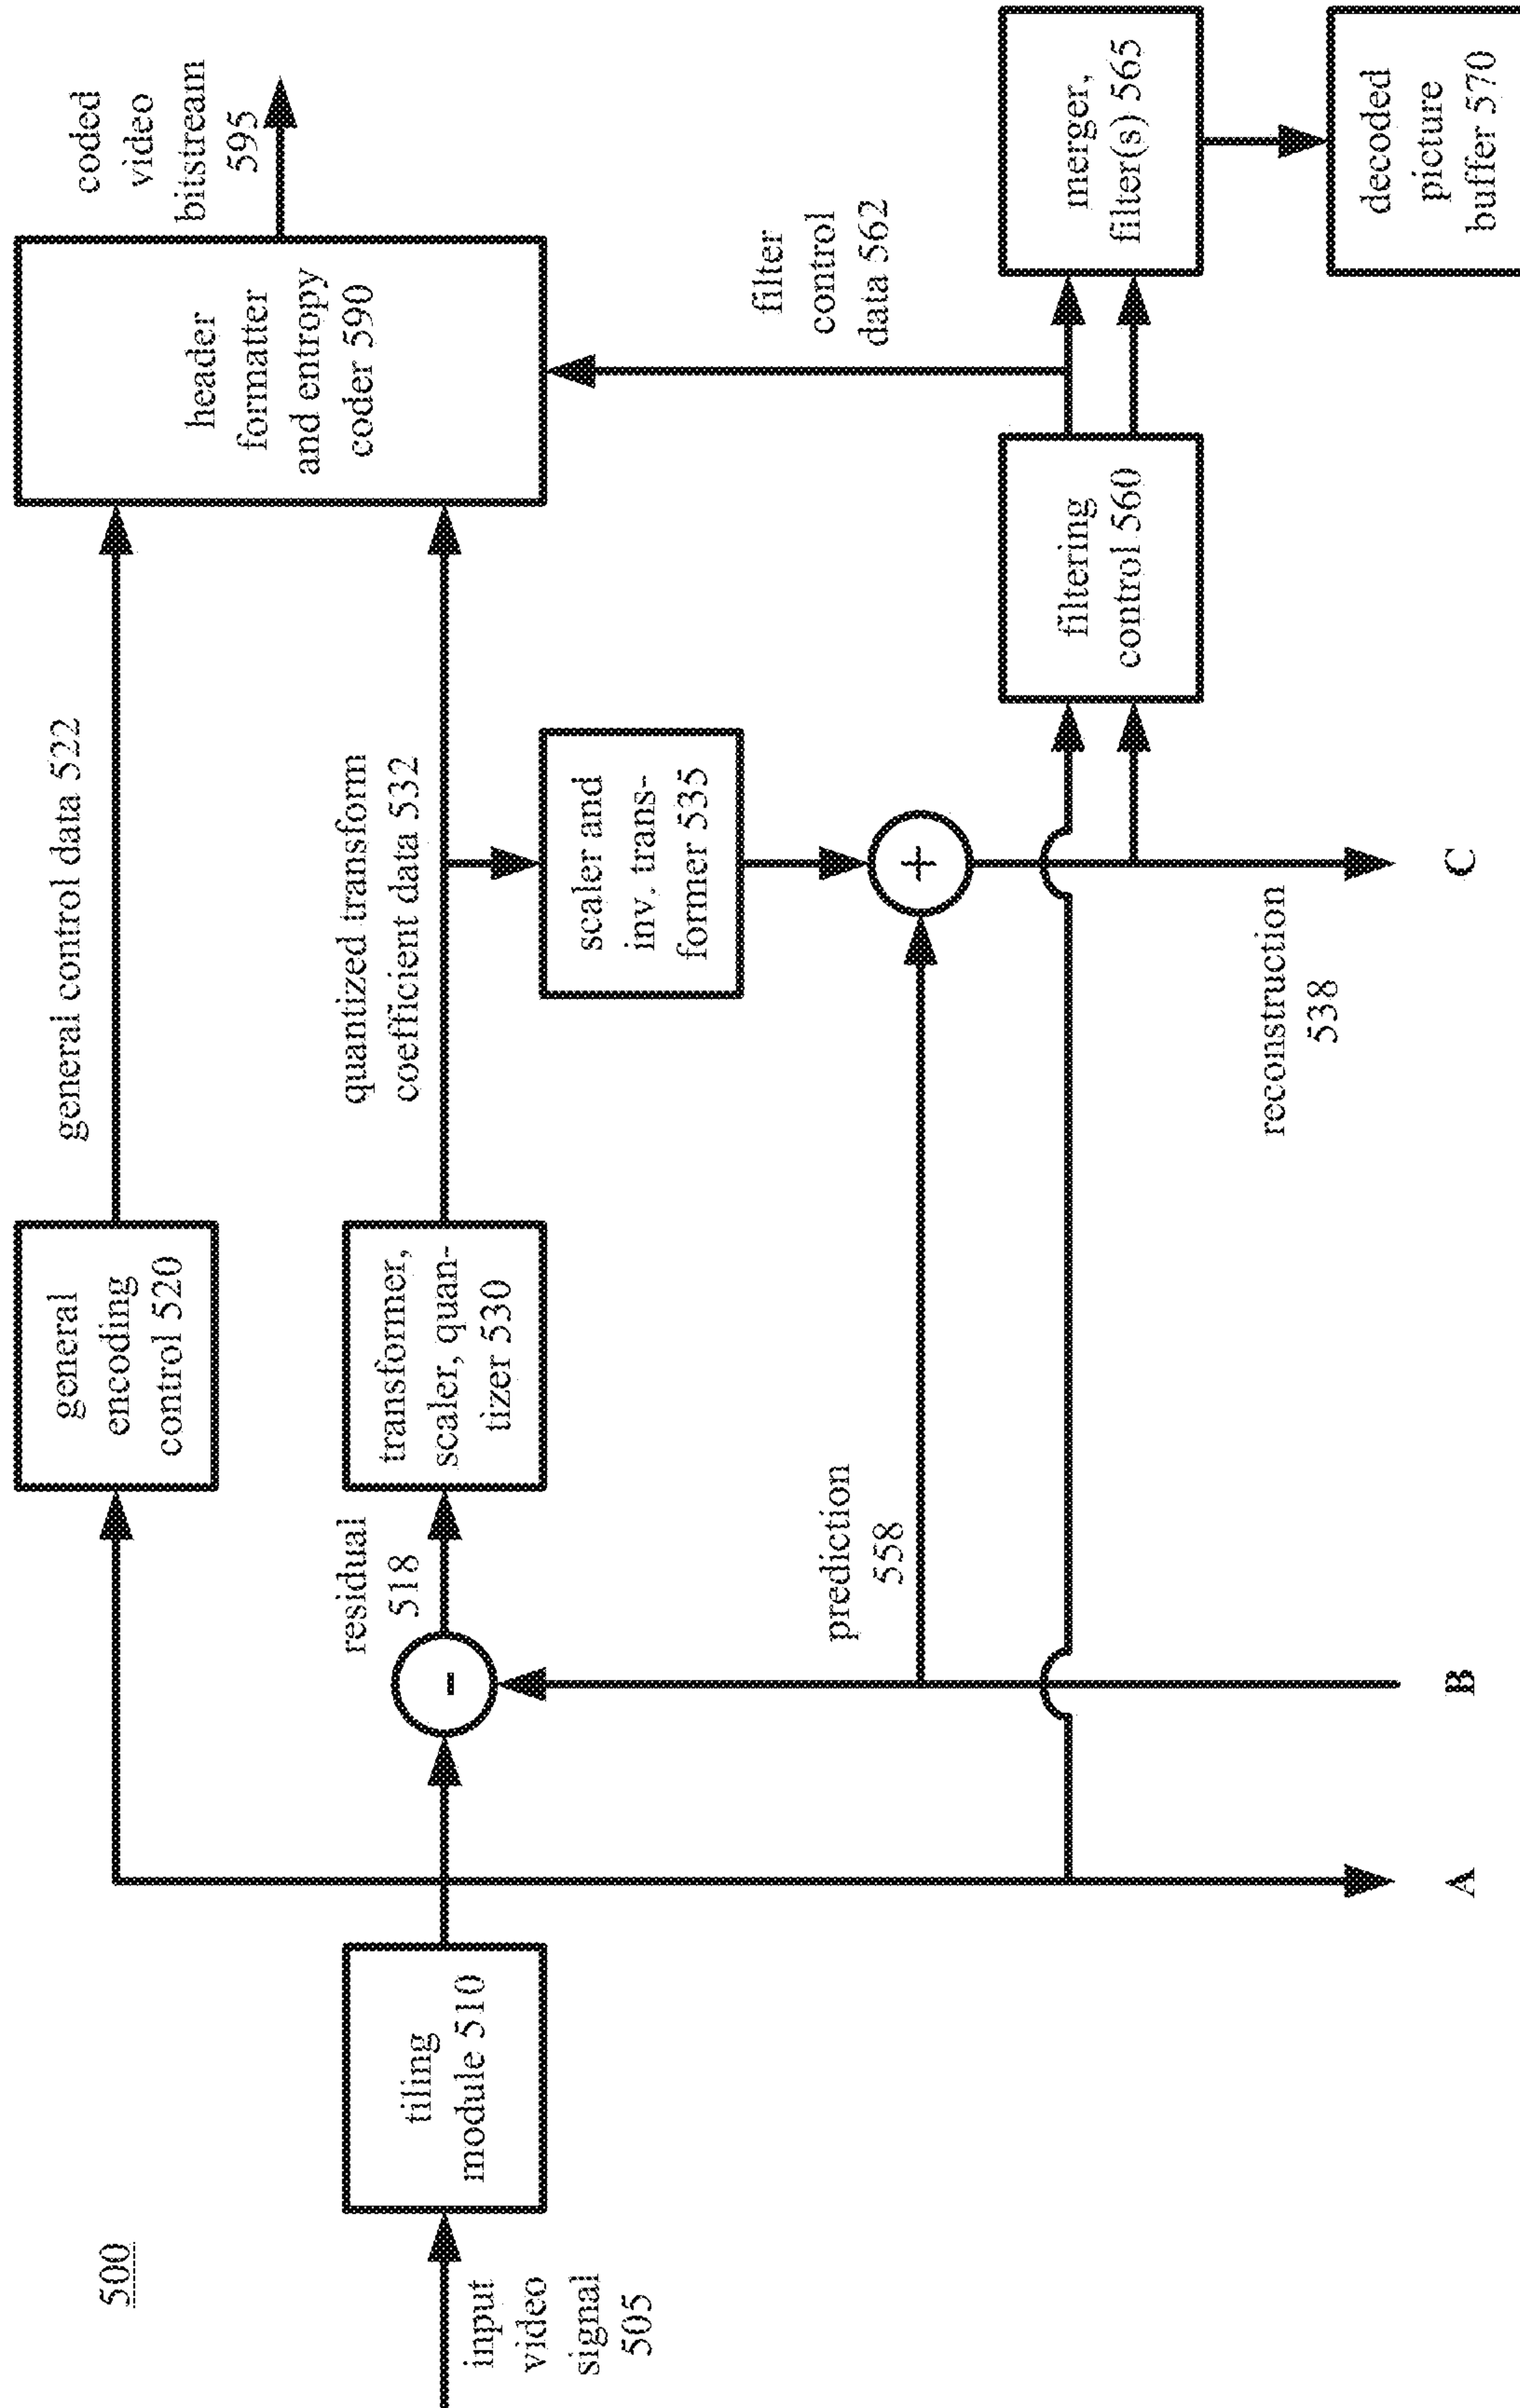 500
input
video
signal
505
tiling
module 510
general
encoding
control 520
general control data 522
residual
518
-
transformer,
scaler, quan-
tizer 530
quantized transform
coefficient data 532
header
formatter
and entropy
coder 590
coded
video
bitstream
595
scaler and
inv. trans-
former 535
prediction
558
+
filter
control
data 562
filtering
control 560
merger,
filter(s) 565
reconstruction
538
decoded
picture
buffer 570
A
B
C